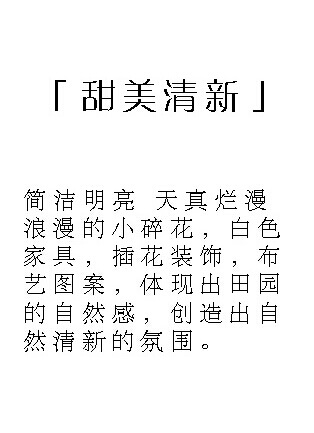 「甜美清新」
简洁明亮 天真烂漫
浪漫的小碎花，白色
家具，插花装饰，布
艺图案，体现出田园
的自然感，创造出自
然清新的氛围。